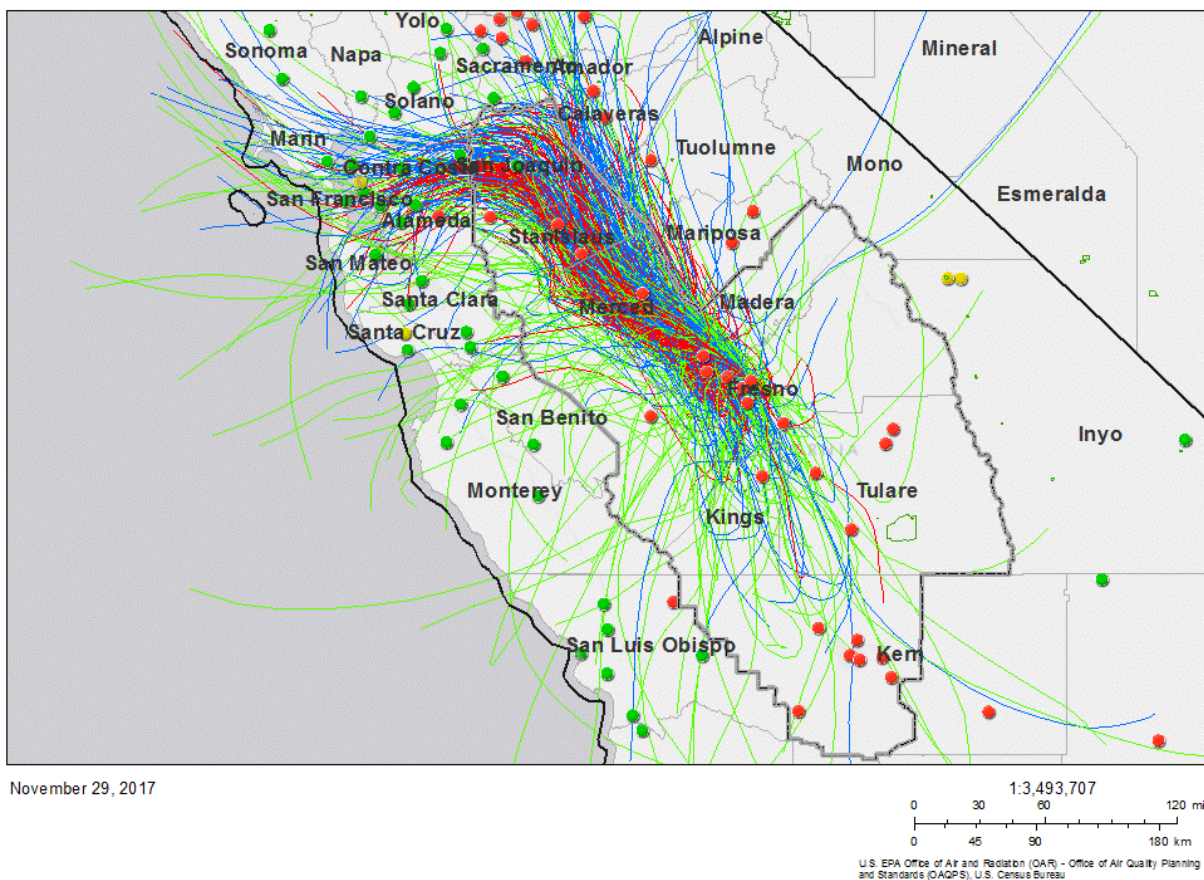 Yolo
Sonoma
Napa
Alpine
Mineral
Sacramento
Amador
Solano
Calaveras
Marin
Tuolumne
Contra Costa
San Joaquin
Mono
San Francisco
Esmeralda
Alameda
Stanislaus
Mariposa
San Mateo
Santa Clara
Merced
Madera
Santa Cruz
Fresno
San Benito
Inyo
Monterey
Tulare
Kings
San Luis Obispo
Kern
November 29, 2017
1:3,493,707
0 30 60 120 mi
0 45 90 180 km
U.S. EPA Office of Air and Radiation (OAR) - Office of Air Quality Planning
and Standards (OAQPS), U.S. Census Bureau